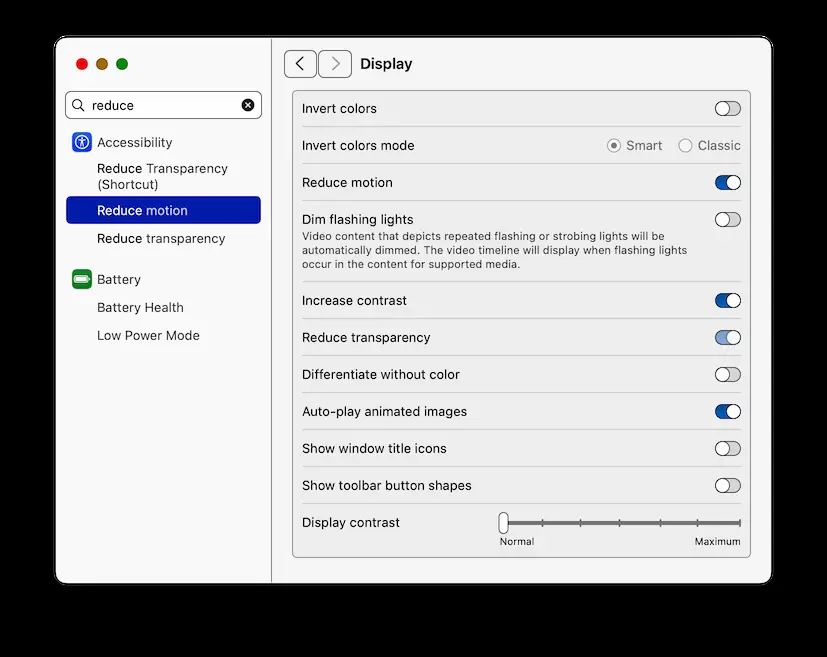 Display
reduce
Accessibility
Reduce Transparency
(Shortcut)
Reduce motion
Reduce transparency
Battery
Battery Health
Low Power Mode
Invert colors
Invert colors mode
Smart
Classic
Reduce motion
Dim flashing lights
Video content that depicts repeated flashing or strobing lights will be
automatically dimmed. The video timeline will display when flashing lights
occur in the content for supported media.
Increase contrast
Reduce transparency
Differentiate without color
Auto-play animated images
Show window title icons
Show toolbar button shapes
Display contrast
Normal
Maximum